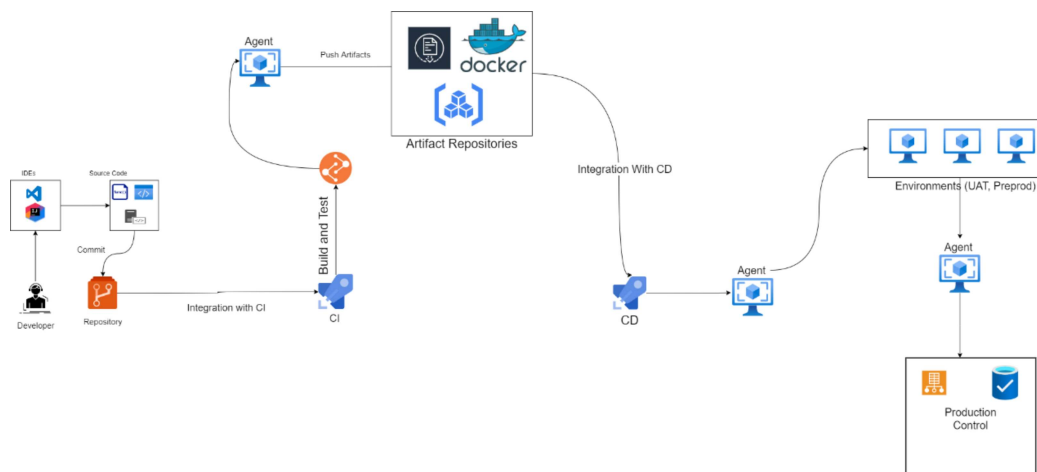 Agent
Push Artifacts
docker
Artifact Repositories
IDEs
Source Code
Commit
Developer
Repository
Integration with CI
Build and Test
CI
Integration With CD
CD
Agent
Environments (UAT, Preprod)
Agent
Production
Control